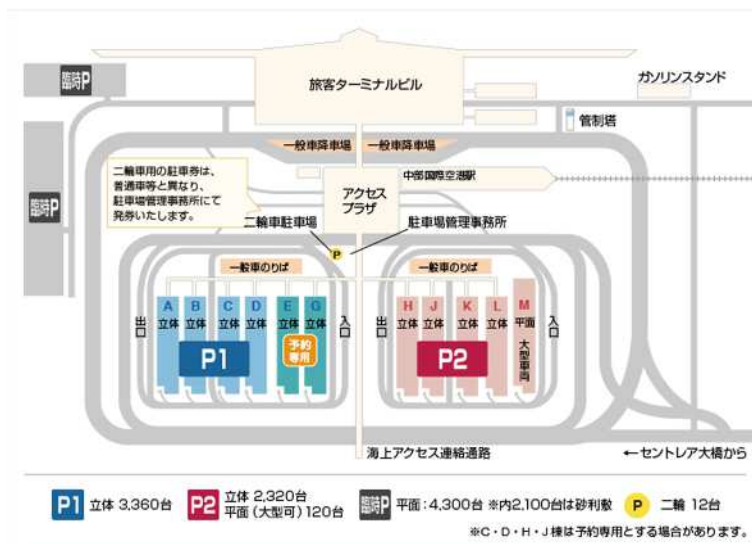 臨時P
旅客ターミナルビル
ガソリンスタンド
管制塔
一般車降車場
一般車降車場
二輪車用の駐車券は、
普通車等と異なり、
駐車場管理事務所にて
発券いたします。
臨時P
中部国際空港駅
アクセス
プラザ
二輪車駐車場
駐車場管理事務所
P
一般車のりば
一般車のりば
A 立体
B 立体
C 立体
D 立体
E 立体
G 立体
H 立体
J 立体
K 立体
L 立体
M 平面 大型車両
出口
入口
出口
入口
P1
予約
専用
P2
海上アクセス連絡通路
←セントレア大橋から
P1 立体 3,360台
P2 立体 2,320台
平面(大型可)120台
臨時P 平面:4,300台 ※内2,100台は砂利敷
P 二輪 12台
※C・D・H・J棟は予約専用とする場合があります。